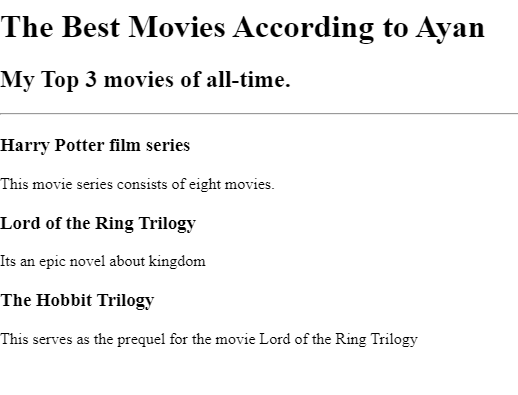 The Best Movies According to Ayan
My Top 3 movies of all-time.
Harry Potter film series
This movie series consists of eight movies.
Lord of the Ring Trilogy
Its an epic novel about kingdom
The Hobbit Trilogy
This serves as the prequel for the movie Lord of the Ring Trilogy